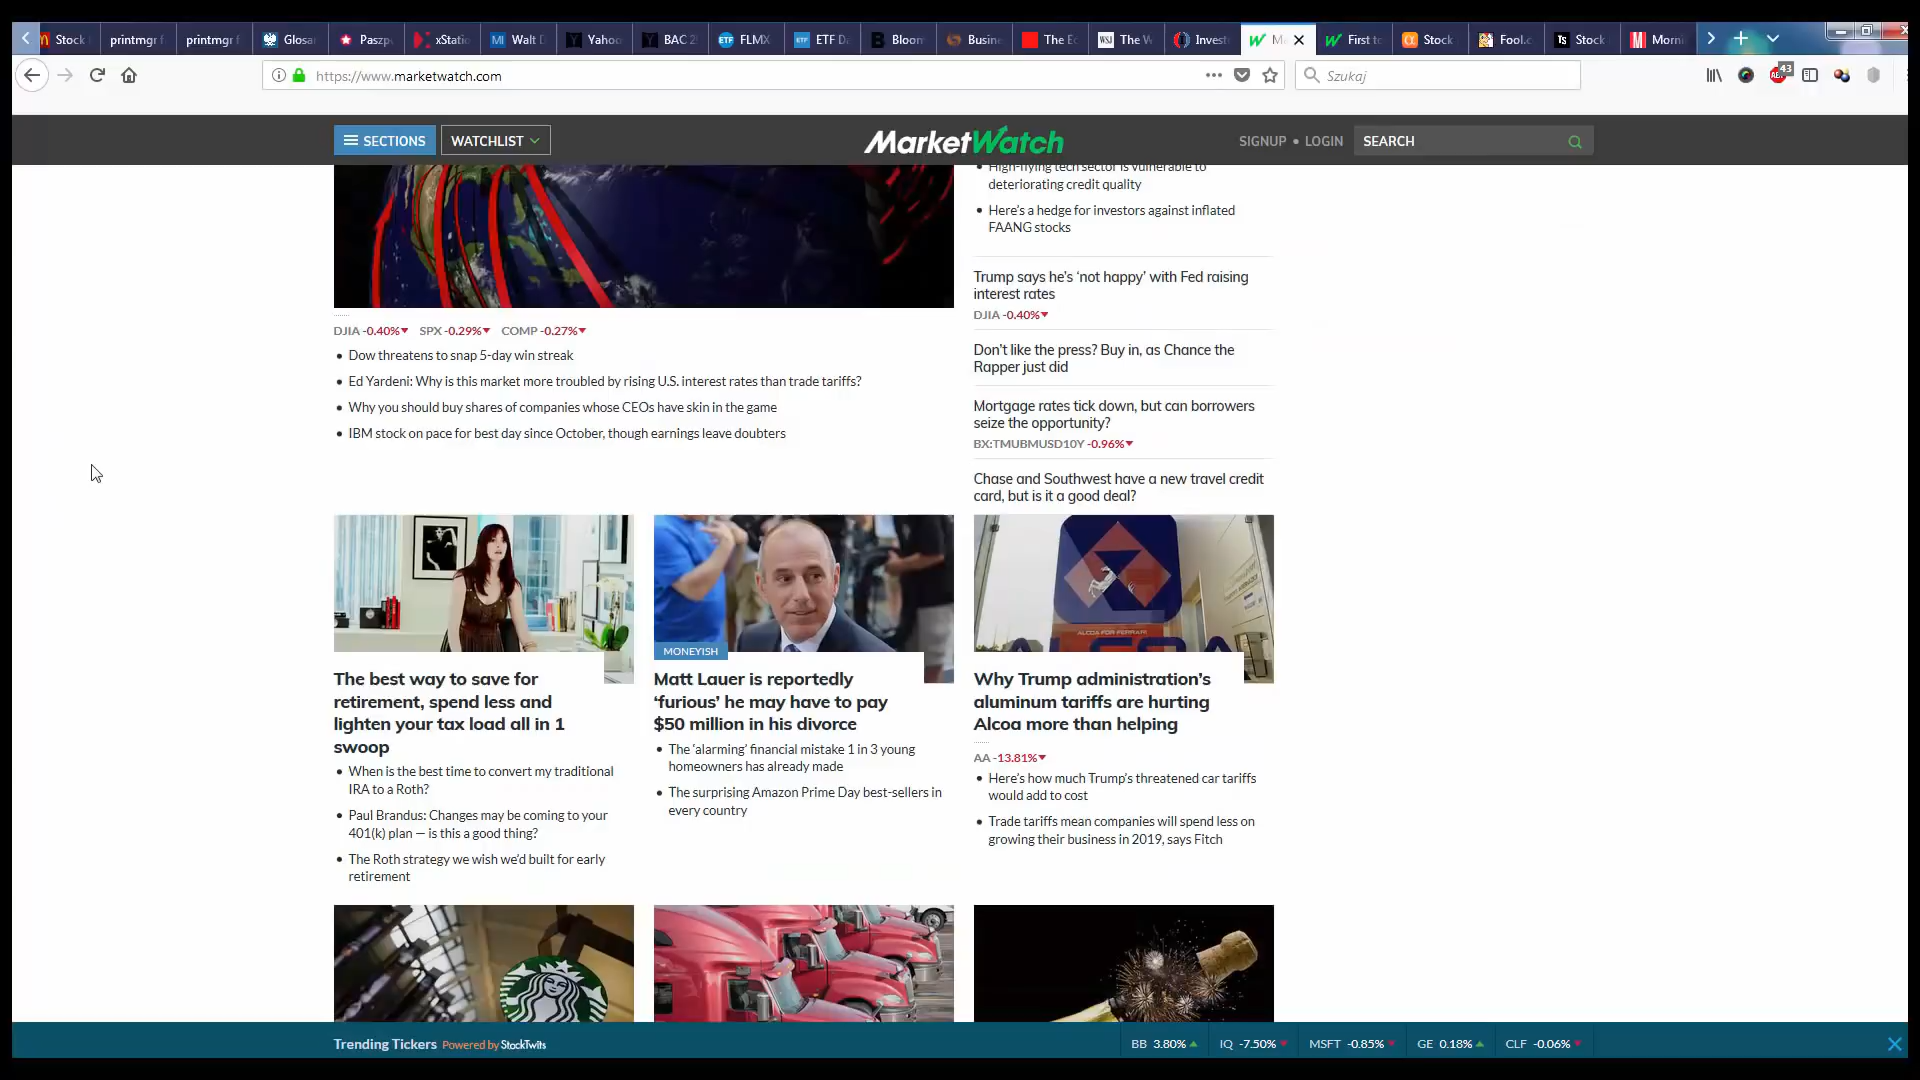 Stock
printmgr f
printmgr f
Glosa
Paszp
xStatio
Walt D
Yahoo
BAC 2
FLMX
ETF D
Bloom
Busine
The E
The W
Invest
M
First to
Stock
Fool.c
Stock
Morni
https://www.marketwatch.com
Szukaj
43
SECTIONS
WATCHLIST
MarketWatch
SIGNUP • LOGIN
SEARCH
High-flying tech sector is vulnerable to
deteriorating credit quality
Here's a hedge for investors against inflated
FAANG stocks
Trump says he's ‘not happy’ with Fed raising
interest rates
DJIA -0.40%
Don't like the press? Buy in, as Chance the
Rapper just did
Mortgage rates tick down, but can borrowers
seize the opportunity?
BX:TMUBMUSD10Y -0.96%
Chase and Southwest have a new travel credit
card, but is it a good deal?
DJIA -0.40% SPX -0.29% COMP -0.27%
Dow threatens to snap 5-day win streak
Ed Yardeni: Why is this market more troubled by rising U.S. interest rates than trade tariffs?
Why you should buy shares of companies whose CEOs have skin in the game
IBM stock on pace for best day since October, though earnings leave doubters
The best way to save for
retirement, spend less and
lighten your tax load all in 1
swoop
When is the best time to convert my traditional
IRA to a Roth?
Paul Brandus: Changes may be coming to your
401(k) plan — is this a good thing?
The Roth strategy we wish we'd built for early
retirement
MONEYISH
Matt Lauer is reportedly
‘furious’ he may have to pay
$50 million in his divorce
The ‘alarming’ financial mistake 1 in 3 young
homeowners has already made
The surprising Amazon Prime Day best-sellers in
every country
ALCOA FOR FERRARI
ALCOA
Why Trump administration's
aluminum tariffs are hurting
Alcoa more than helping
AA -13.81%
Here's how much Trump's threatened car tariffs
would add to cost
Trade tariffs mean companies will spend less on
growing their business in 2019, says Fitch
Trending Tickers Powered by StockTwits
BB 3.80%
IQ -7.50%
MSFT -0.85%
GE 0.18%
CLF -0.06%